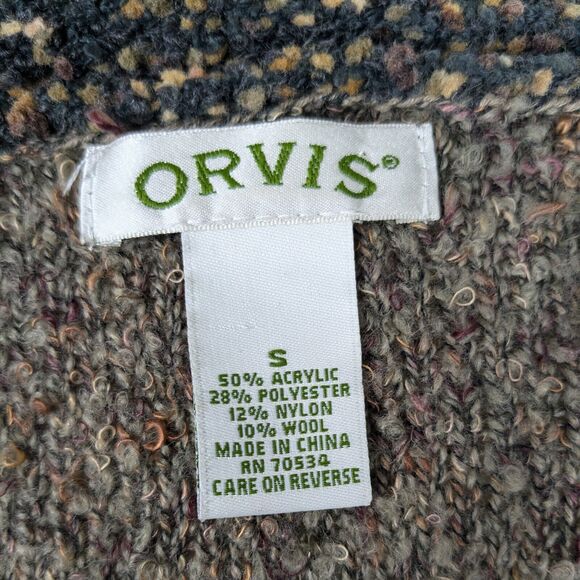 ORVIS®
S
50% ACRYLIC
28% POLYESTER
12% NYLON
10% WOOL
MADE IN CHINA
RN 70534
CARE ON REVERSE